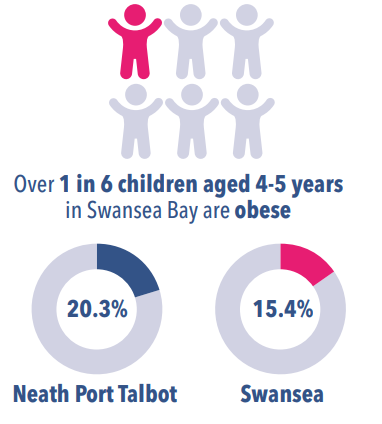 Over 1 in 6 children aged 4-5 years
in Swansea Bay are obese
20.3%
15.4%
Neath Port Talbot
Swansea